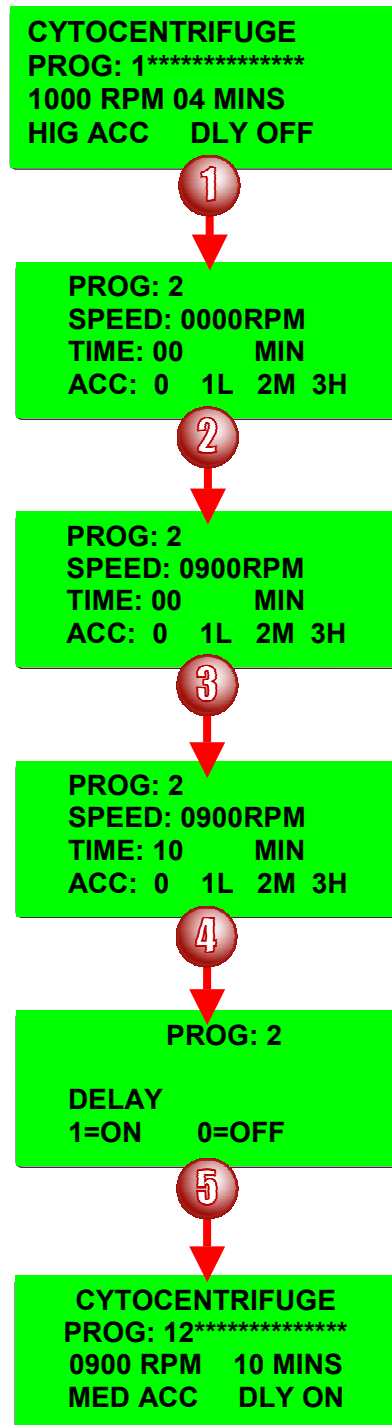 CYTOCENTRIFUGE
PROG: 1**************
1000 RPM 04 MINS
HIG ACC DLY OFF
1
PROG: 2
SPEED: 0000RPM
TIME: 00 MIN
ACC: 0 1L 2M 3H
2
PROG: 2
SPEED: 0900RPM
TIME: 00 MIN
ACC: 0 1L 2M 3H
3
PROG: 2
SPEED: 0900RPM
TIME: 10 MIN
ACC: 0 1L 2M 3H
4
PROG: 2
DELAY
1=ON 0=OFF
5
CYTOCENTRIFUGE
PROG: 12**************
0900 RPM 10 MINS
MED ACC DLY ON